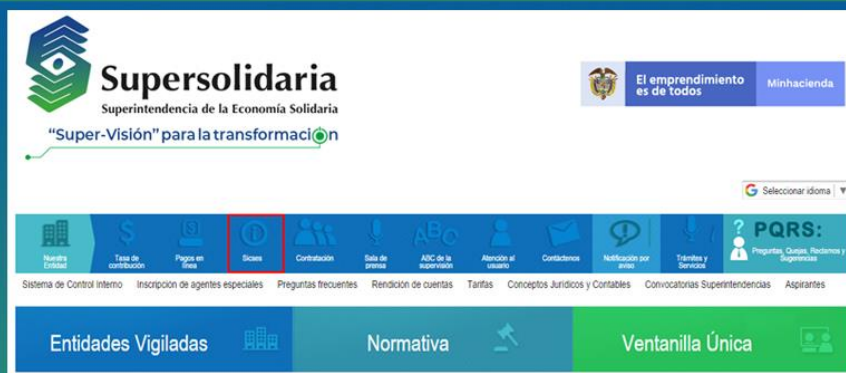 Supersolidaria
Superintendencia de la Economía Solidaria
"Super-Visión" para la transformación
El emprendimiento
es de todos
Minhacienda
Seleccionar idioma
Nuestra
Entidad
Tasa de
contribución
Pagos en
línea
Sicses
Contratación
Sala de
prensa
ABC
ABC de la
supervisión
Atención al
usuario
Contáctenos
Notificación por
aviso
Trámites y
Servicios
PQRS:
Preguntas, Quejas, Reclamos y
Sugerencias
Sistema de Control Interno Inscripción de agentes especiales Preguntas frecuentes Rendición de cuentas Tarifas Conceptos Jurídicos y Contables Convocatorias Superintendencias Aspirantes
Entidades Vigiladas
Normativa
Ventanilla Única